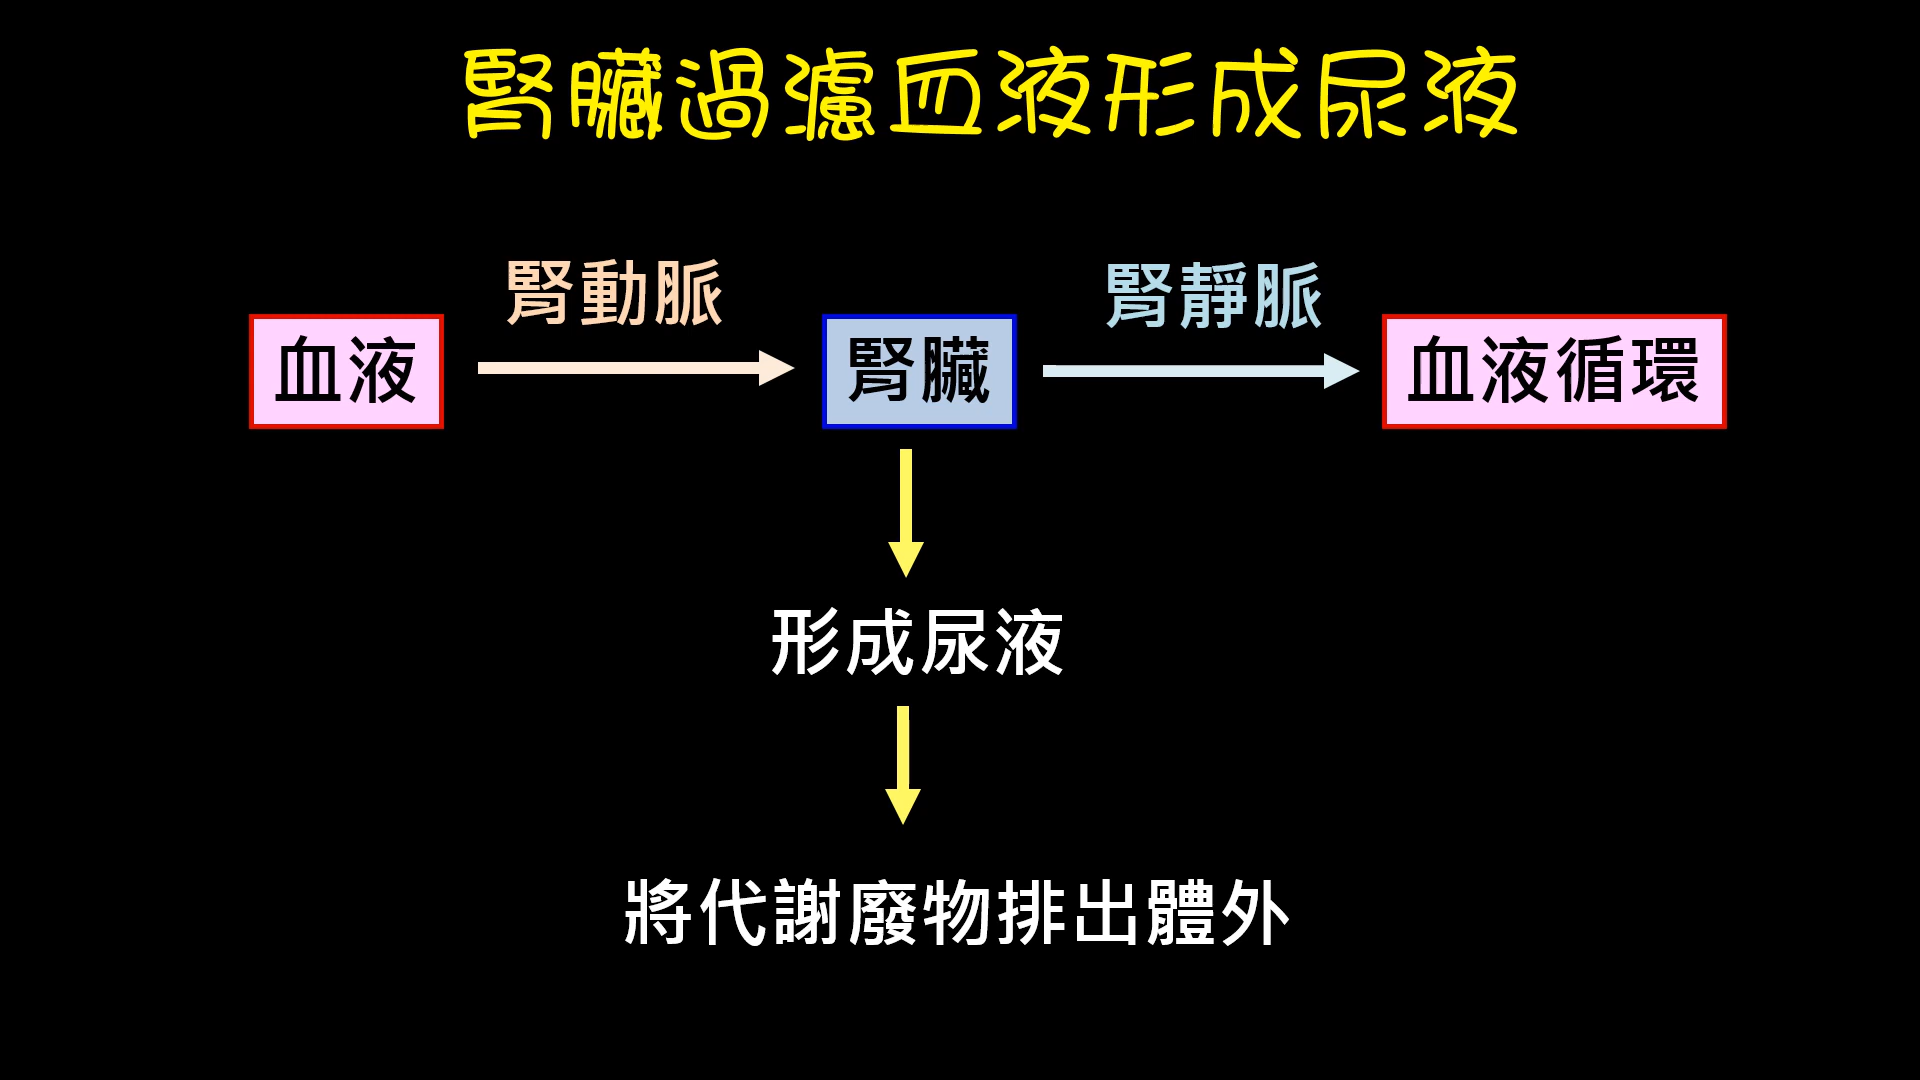 腎臟過濾血液形成尿液
腎動脈
腎靜脈
血液
腎臟
血液循環
形成尿液
將代謝廢物排出體外